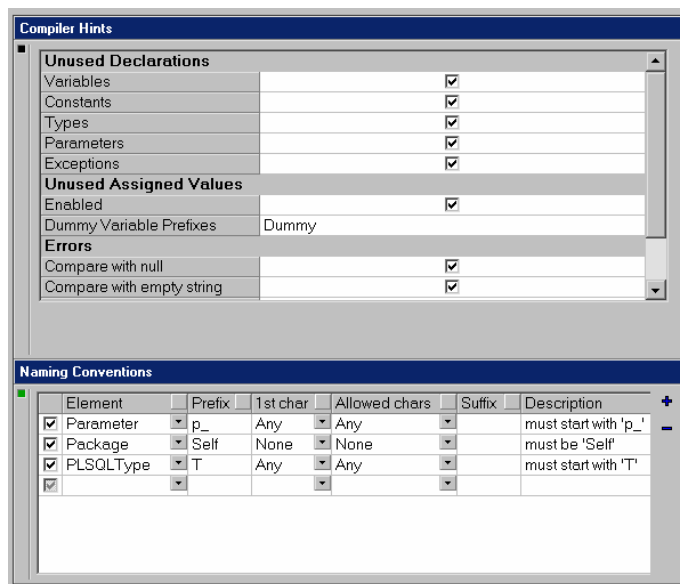 Compiler Hints
Unused Declarations
Variables
Constants
Types
Parameters
Exceptions
Unused Assigned Values
Enabled
Dummy Variable Prefixes Dummy
Errors
Compare with null
Compare with empty string
Naming Conventions
Element Prefix 1st char Allowed chars Suffix Description
Parameter p_ Any Any must start with 'p_'
Package Self None None must be 'Self'
PLSQLType T Any Any must start with 'T'